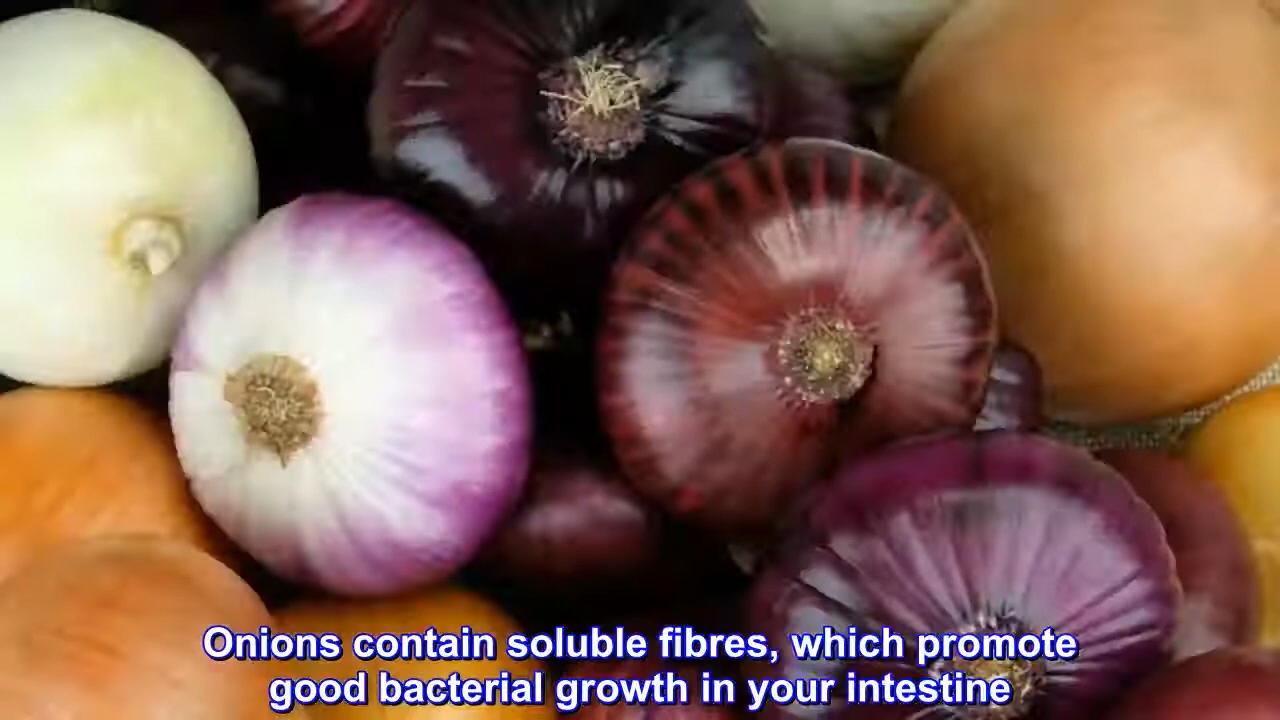 Onions contain soluble fibres, which promote
good bacterial growth in your intestine